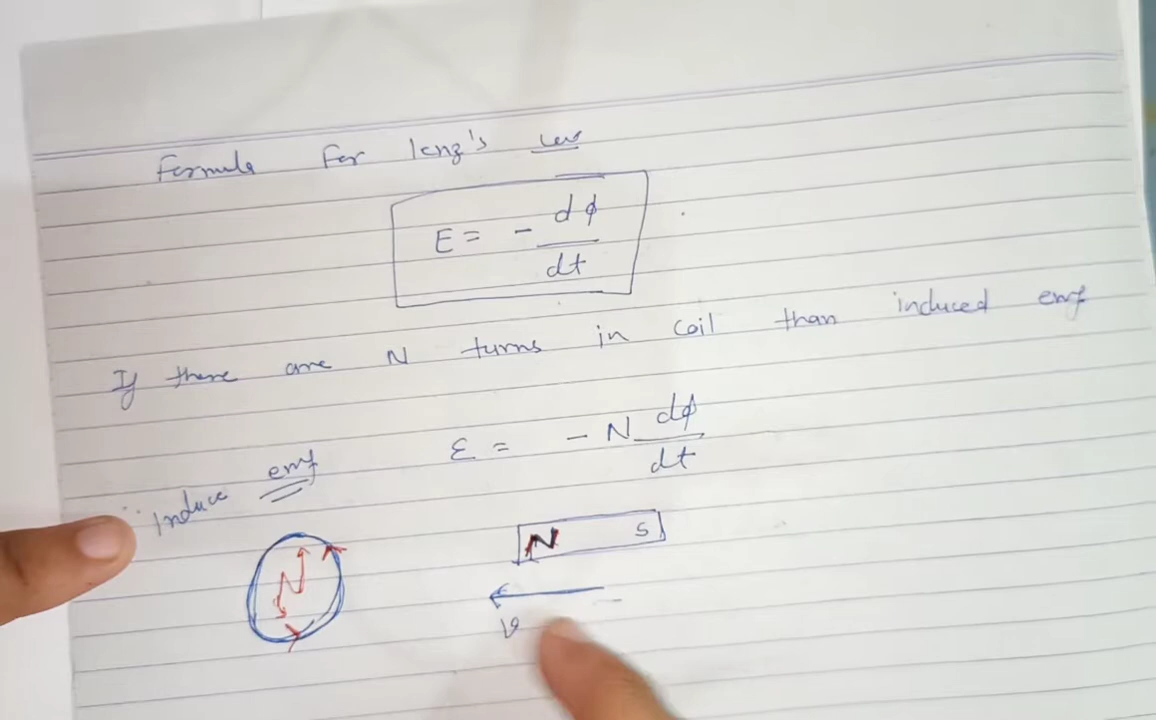 Formula For lenz's law
E = - dϕ/dt
If there are N turns in coil than induced emf
ε = - N dϕ/dt
induce emf
N S
N
v